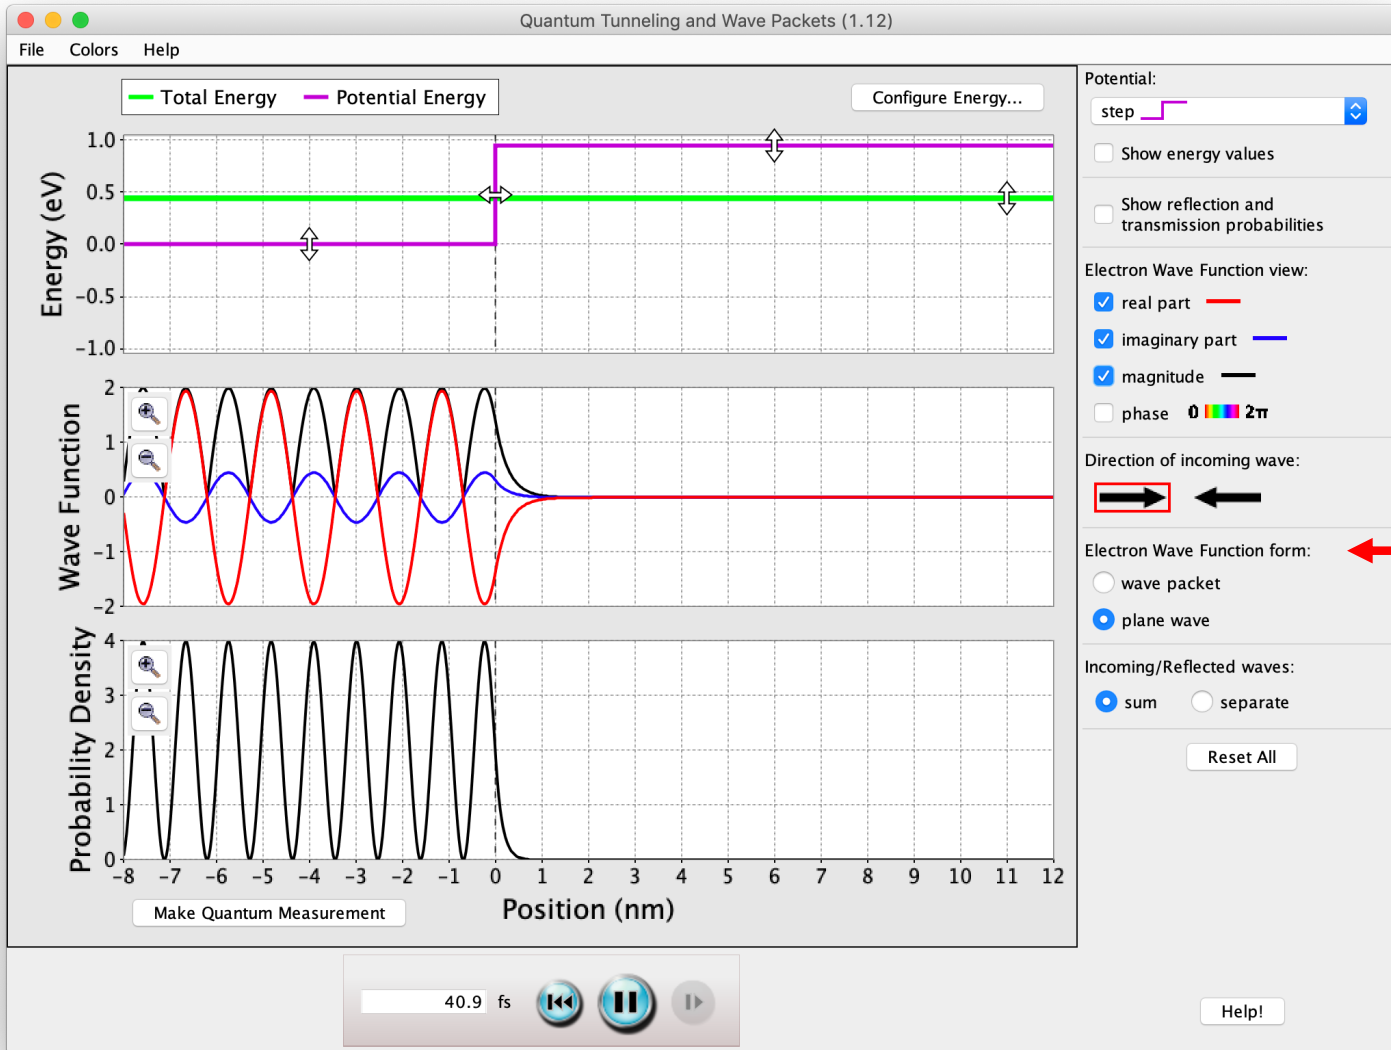 Quantum Tunneling and Wave Packets (1.12)
File Colors Help
Total Energy Potential Energy
Configure Energy...
Energy (eV)
1.0
0.5
0.0
−0.5
−1.0
Wave Function
2
1
0
−1
−2
Probability Density
4
3
2
1
0
−8 −7 −6 −5 −4 −3 −2 −1 0 1 2 3 4 5 6 7 8 9 10 11 12
Position (nm)
Make Quantum Measurement
40.9 fs
Potential:
step
Show energy values
Show reflection and
transmission probabilities
Electron Wave Function view:
real part
imaginary part
magnitude
phase 0 2π
Direction of incoming wave:
Electron Wave Function form:
wave packet
plane wave
Incoming/Reflected waves:
sum separate
Reset All
Help!